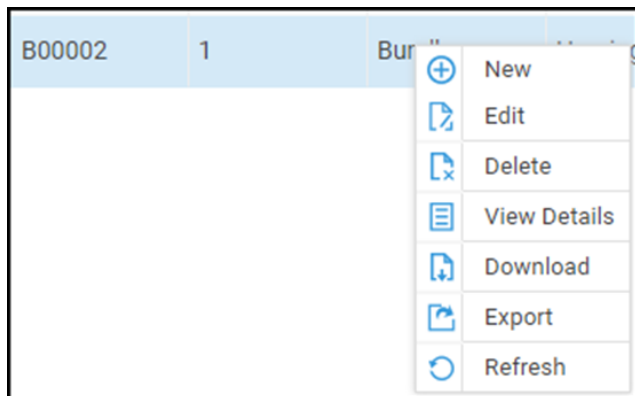 B00002 1
New
Edit
Delete
View Details
Download
Export
Refresh